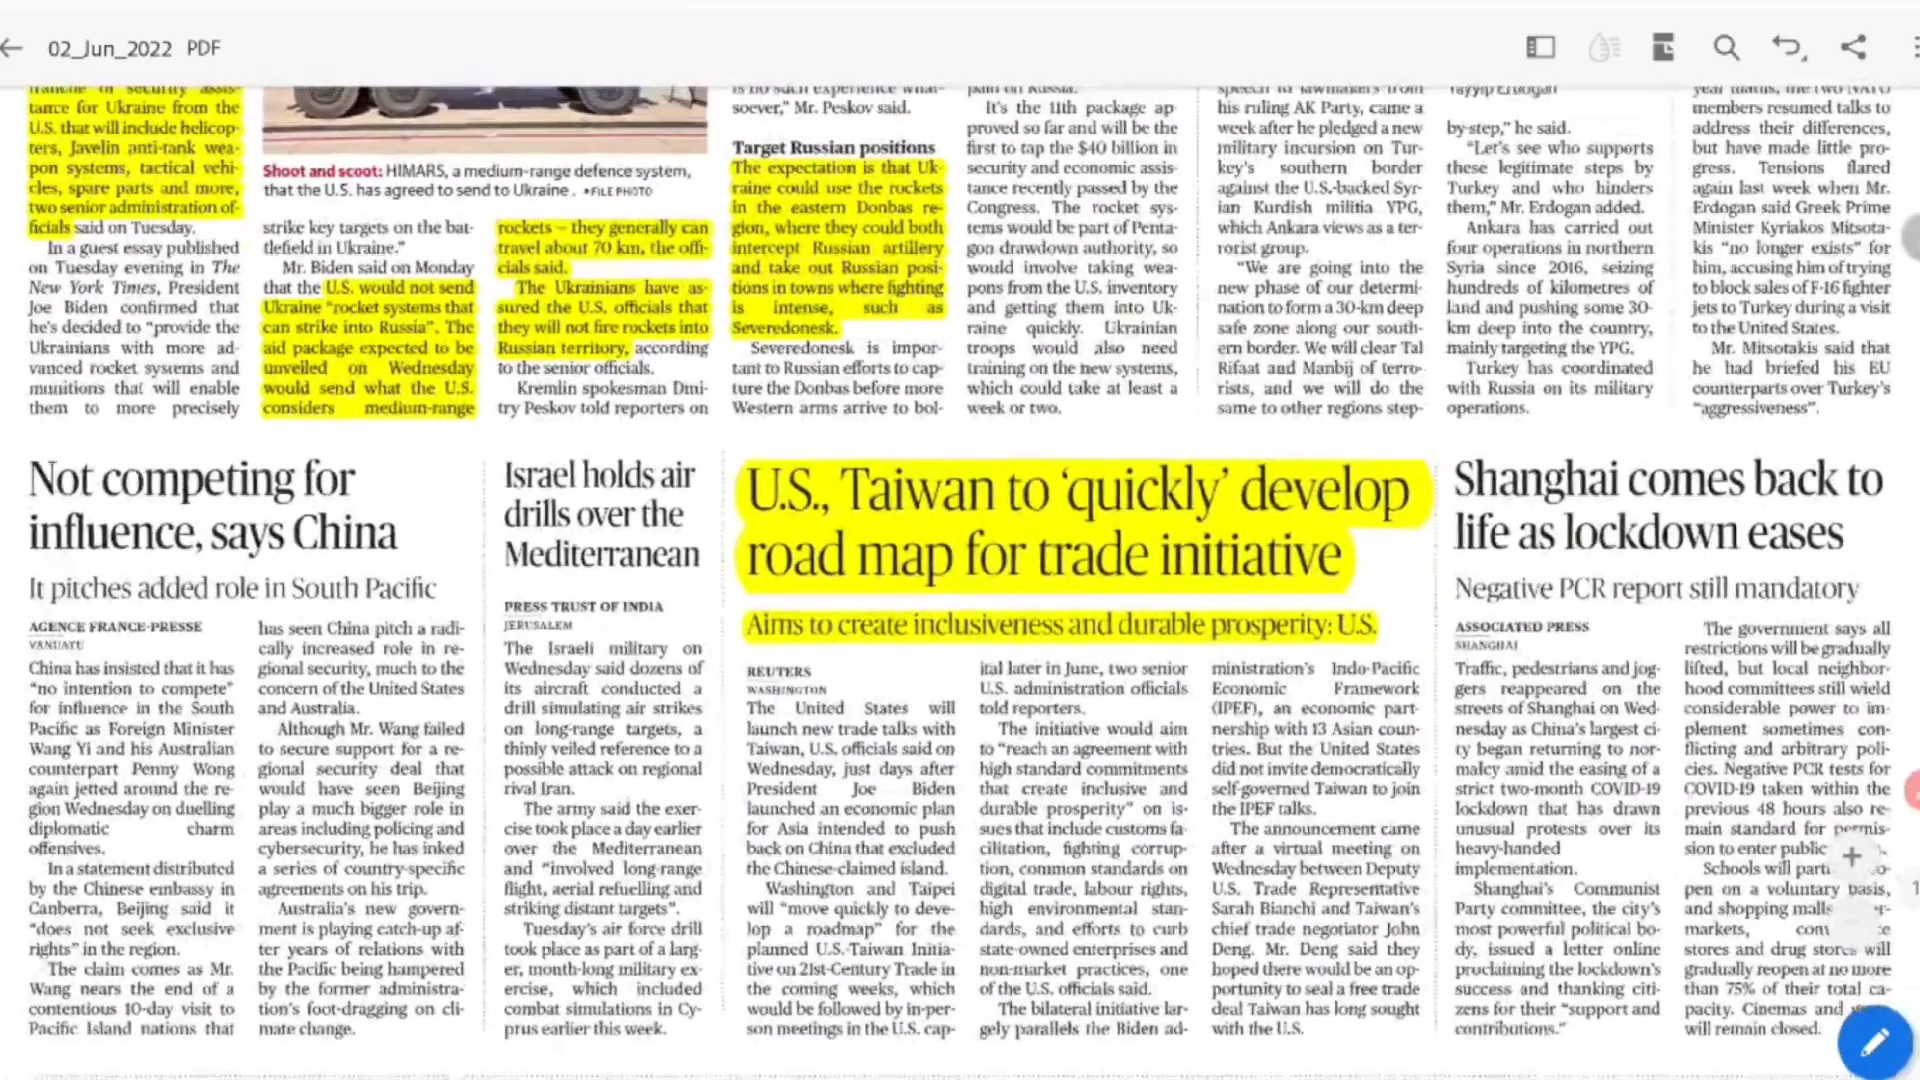 02_Jun_2022 PDF
tance for Ukraine from the
U.S. that will include helicop-
ters, Javelin anti-rank wea-
pon systems, tactical vehi-
cles, spare parts and more,
two senior administration of-
ficials said on Tuesday.
In a guest essay published
on Tuesday evening in The
New York Times, President
Joe Biden confirmed that
he's decided to "provide the
Ukrainians with more ad-
vanced rocket systems and
munitions that will enable
them to more precisely
Shoot and scoot: HIMARS, a medium-range defence system,
that the U.S. has agreed to send to Ukraine. •FILE PHOTO
strike key targets on the bat-
tlefield in Ukraine."
Mr. Biden said on Monday
that the U.S. would not send
Ukraine "rocket systems that
can strike into Russia". The
aid package expected to be
unveiled on Wednesday
would send what the U.S.
considers medium-range
rockets – they generally can
travel about 70 km, the offi-
cials said.
The Ukrainians have as-
sured the U.S. officials that
they will not fire rockets into
Russian territory, according
to the senior officials.
Kremlin spokesman Dmi-
try Peskov told reporters on
is no such experience what-
soever," Mr. Peskov said.
Target Russian positions
The expectation is that Uk-
raine could use the rockets
in the eastern Donbas re-
gion, where they could both
intercept Russian artillery
and take out Russian posi-
tions in towns where fighting
is intense, such as
Severedonesk.
Severedonesk is impor-
tant to Russian efforts to cap-
ture the Donbas before more
Western arms arrive to bol-
pain on Russia.
It's the 11th package ap-
proved so far and will be the
first to tap the $40 billion in
security and economic assis-
tance recently passed by the
Congress. The rocket sys-
tems would be part of Penta-
gon drawdown authority, so
would involve taking wea-
pons from the U.S. inventory
and getting them into Uk-
raine quickly. Ukrainian
troops would also need
training on the new systems,
which could take at least a
week or two.
speech to lawmakers from
his ruling AK Party, came a
week after he pledged a new
military incursion on Tur-
key's southern border
against the U.S.-backed Syr-
ian Kurdish militia YPG,
which Ankara views as a ter-
rorist group.
"We are going into the
new phase of our determi-
nation to form a 30-km deep
safe zone along our south-
ern border. We will clear Tal
Rifaat and Manbij of terro-
rists, and we will do the
same to other regions step-
Tayyip Erdogan
by-step," he said.
"Let's see who supports
these legitimate steps by
Turkey and who hinders
them," Mr. Erdogan added.
Ankara has carried out
four operations in northern
Syria since 2016, seizing
hundreds of kilometres of
land and pushing some 30-
km deep into the country,
mainly targeting the YPG.
Turkey has coordinated
with Russia on its military
operations.
members resumed talks to
address their differences,
but have made little pro-
gress. Tensions flared
again last week when Mr.
Erdogan said Greek Prime
Minister Kyriakos Mitsota-
kis "no longer exists" for
him, accusing him of trying
to block sales of F-16 fighter
jets to Turkey during a visit
to the United States.
Mr. Mitsotakis said that
he had briefed his EU
counterparts over Turkey's
"aggressiveness".
Not competing for
influence, says China
It pitches added role in South Pacific
AGENCE FRANCE-PRESSE
VANUATU
China has insisted that it has
"no intention to compete"
for influence in the South
Pacific as Foreign Minister
Wang Yi and his Australian
counterpart Penny Wong
again jetted around the re-
gion Wednesday on duelling
diplomatic charm
offensives.
In a statement distributed
by the Chinese embassy in
Canberra, Beijing said it
"does not seek exclusive
rights" in the region.
The claim comes as Mr.
Wang nears the end of a
contentious 10-day visit to
Pacific Island nations that
has seen China pitch a radi-
cally increased role in re-
gional security, much to the
concern of the United States
and Australia.
Although Mr. Wang failed
to secure support for a re-
gional security deal that
would have seen Beijing
play a much bigger role in
areas including policing and
cybersecurity, he has inked
a series of country-specific
agreements on his trip.
Australia's new govern-
ment is playing catch-up af-
ter years of relations with
the Pacific being hampered
by the former administra-
tion's foot-dragging on cli-
mate change.
Israel holds air
drills over the
Mediterranean
PRESS TRUST OF INDIA
JERUSALEM
The Israeli military on
Wednesday said dozens of
its aircraft conducted a
drill simulating air strikes
on long-range targets, a
thinly veiled reference to a
possible attack on regional
rival Iran.
The army said the exer-
cise took place a day earlier
over the Mediterranean
and "involved long-range
flight, aerial refuelling and
striking distant targets".
Tuesday's air force drill
took place as part of a larg-
er, month-long military ex-
ercise, which included
combat simulations in Cy-
prus earlier this week.
U.S., Taiwan to 'quickly' develop
road map for trade initiative
Aims to create inclusiveness and durable prosperity: U.S.
REUTERS
WASHINGTON
The United States will
launch new trade talks with
Taiwan, U.S. officials said on
Wednesday, just days after
President Joe Biden
launched an economic plan
for Asia intended to push
back on China that excluded
the Chinese-claimed island.
Washington and Taipei
will "move quickly to deve-
lop a roadmap" for the
planned U.S.-Taiwan Initia-
tive on 21st-Century Trade in
the coming weeks, which
would be followed by in-per-
son meetings in the U.S. cap-
ital later in June, two senior
U.S. administration officials
told reporters.
The initiative would aim
to "reach an agreement with
high standard commitments
that create inclusive and
durable prosperity" on is-
sues that include customs fa-
cilitation, fighting corrup-
tion, common standards on
digital trade, labour rights,
high environmental stan-
dards, and efforts to curb
state-owned enterprises and
non-market practices, one
of the U.S. officials said.
The bilateral initiative lar-
gely parallels the Biden ad-
ministration's Indo-Pacific
Economic Framework
(IPEF), an economic part-
nership with 13 Asian coun-
tries. But the United States
did not invite democratically
self-governed Taiwan to join
the IPEF talks.
The announcement came
after a virtual meeting on
Wednesday between Deputy
U.S. Trade Representative
Sarah Bianchi and Taiwan's
chief trade negotiator John
Deng. Mr. Deng said they
hoped there would be an op-
portunity to seal a free trade
deal Taiwan has long sought
with the U.S.
Shanghai comes back to
life as lockdown eases
Negative PCR report still mandatory
ASSOCIATED PRESS
SHANGHAI
Traffic, pedestrians and jog-
gers reappeared on the
streets of Shanghai on Wed-
nesday as China's largest ci-
ty began returning to nor-
malcy amid the easing of a
strict two-month COVID-19
lockdown that has drawn
unusual protests over its
heavy-handed
implementation.
Shanghai's Communist
Party committee, the city's
most powerful political bo-
dy, issued a letter online
proclaiming the lockdown's
success and thanking citi-
zens for their "support and
contributions."
The government says all
restrictions will be gradually
lifted, but local neighbor-
hood committees still wield
considerable power to im-
plement sometimes con-
flicting and arbitrary poli-
cies. Negative PCR tests for
COVID-19 taken within the
previous 48 hours also re-
main standard for permis-
sion to enter public
Schools will
pen on a voluntary basis,
and shopping malls
markets,
stores and drug stores will
gradually reopen at no more
than 75% of their total ca-
pacity. Cinemas and
will remain closed.